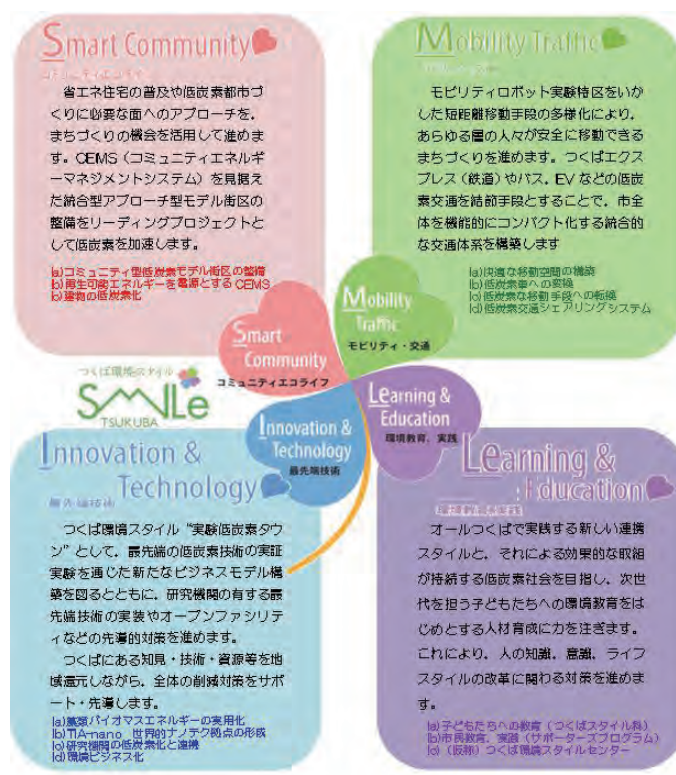 Smart Community
コミュニティエコライフ
省エネ住宅の普及や低炭素都市づ
くりに必要な面へのアプローチを，
まちづくりの機会を活用して進めま
す。CEMS（コミュニティエネルギ
ーマネジメントシステム）を見据え
た統合型アプローチ型モデル街区の
整備をリーディングプロジェクトと
して低炭素を加速します。
(a)コミュニティ型低炭素モデル街区の整備
(b)再生可能エネルギーを電源とするCEMS
(c)建物の低炭素化
Mobility Traffic
モビリティロボット実験特区をいか
した短距離移動手段の多様化により，
あらゆる層の人々が安全に移動できる
まちづくりを進めます。つくばエクス
プレス（鉄道）やバス，EVなどの低炭
素交通を結節手段とすることで，市全
体を機能的にコンパクト化する統合的
な交通体系を構築します
(a)快適な移動空間の構築
(b)低炭素車への変換
(c)低炭素な移動手段への転換
(d)低炭素交通シェアリングシステム
Smart
Community
コミュニティエコライフ
Mobility
Traffic
モビリティ・交通
Innovation &
Technology
最先端技術
Learning &
Education
環境教育，実践
つくば環境スタイル
SMILe
TSUKUBA
Innovation &
Technology
最先端技術
つくば環境スタイル“実験低炭素タウ
ン”として，最先端の低炭素技術の実証
実験を通じた新たなビジネスモデル構
築を図るとともに，研究機関の有する最
先端技術の実装やオープンファシリテ
ィなどの先導的対策を進めます。
つくばにある知見・技術・資源等を地
域還元しながら，全体の削減対策をサポ
ート・先導します。
(a)藻類バイオマスエネルギーの実用化
(b)TIA-nano 世界的ナノテク拠点の形成
(c)研究機関の低炭素化と連携
(d)環境ビジネス化
Learning &
Education
環境教育，実践
オールつくばで実践する新しい連携
スタイルと，それによる効果的な取組
が持続する低炭素社会を目指し，次世
代を担う子どもたちへの環境教育をは
じめとする人材育成に力を注ぎます。
これにより，人の知識，意識，ライフ
スタイルの改革に関わる対策を進めま
す。
(a)子どもたちへの教育（つくばスタイル科）
(b)市民教育，実践（サポーターズプログラム）
(c)（仮称）つくば環境スタイルセンター